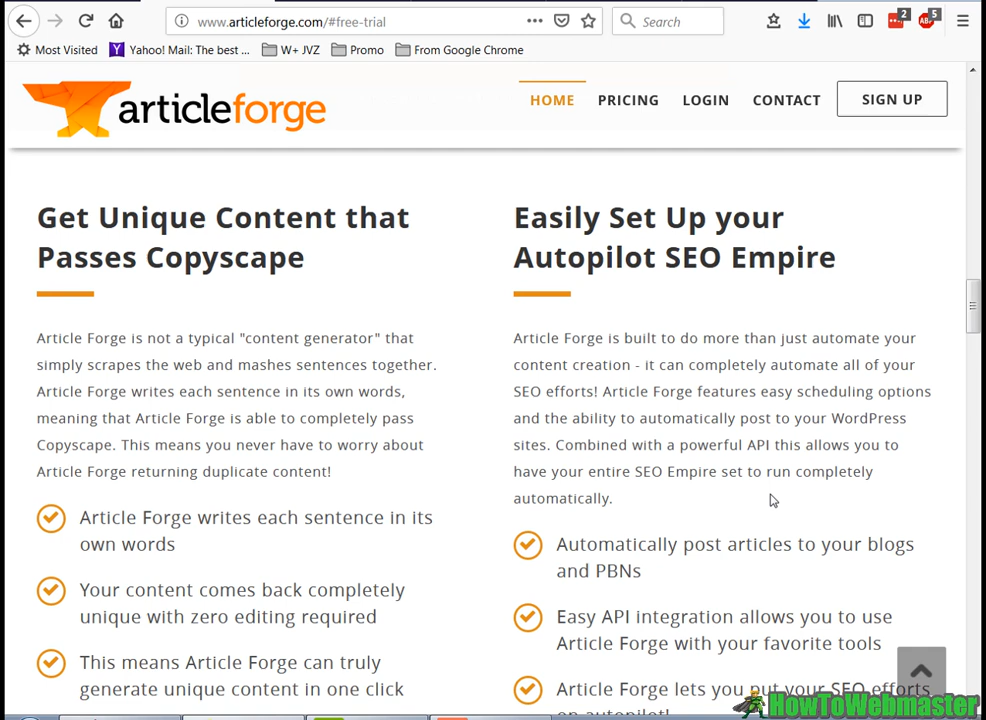 www.articleforge.com/#free-trial
Search
2
5
ABP
Most Visited
Yahoo! Mail: The best ...
W+ JVZ
Promo
From Google Chrome
articleforge
HOME
PRICING
LOGIN
CONTACT
SIGN UP
Get Unique Content that
Passes Copyscape
Article Forge is not a typical "content generator" that
simply scrapes the web and mashes sentences together.
Article Forge writes each sentence in its own words,
meaning that Article Forge is able to completely pass
Copyscape. This means you never have to worry about
Article Forge returning duplicate content!
Article Forge writes each sentence in its
own words
Your content comes back completely
unique with zero editing required
This means Article Forge can truly
generate unique content in one click
Easily Set Up your
Autopilot SEO Empire
Article Forge is built to do more than just automate your
content creation - it can completely automate all of your
SEO efforts! Article Forge features easy scheduling options
and the ability to automatically post to your WordPress
sites. Combined with a powerful API this allows you to
have your entire SEO Empire set to run completely
automatically.
Automatically post articles to your blogs
and PBNs
Easy API integration allows you to use
Article Forge with your favorite tools
Article Forge lets you put your SEO efforts
on autopilot!
HowToWebmaster